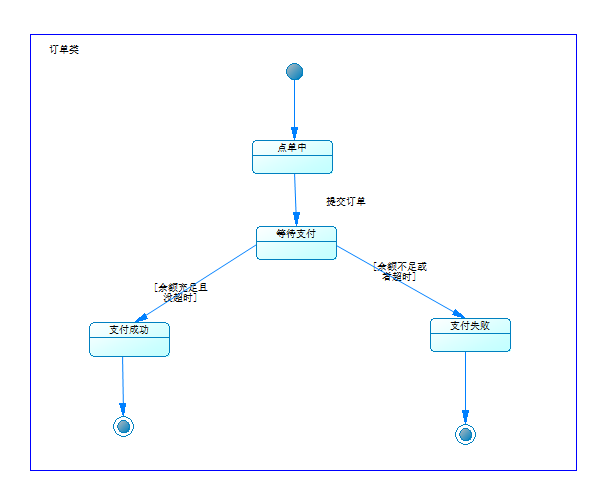 订单类
点单中
提交订单
等待支付
[余额不足或
者超时]
[余额充足且
没超时]
支付成功
支付失败